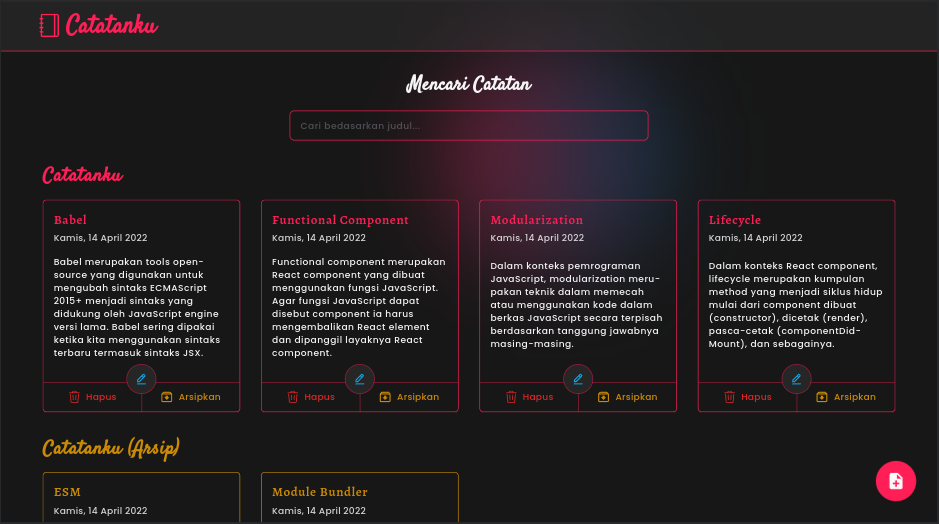 Catatanku
Mencari Catatan
Cari bedasarkan judul...
Catatanku
Babel
Kamis, 14 April 2022
Babel merupakan tools open-
source yang digunakan untuk
mengubah sintaks ECMAScript
2015+ menjadi sintaks yang
didukung oleh JavaScript engine
versi lama. Babel sering dipakai
ketika kita menggunakan sintaks
terbaru termasuk sintaks JSX.
Hapus
Arsipkan
Functional Component
Kamis, 14 April 2022
Functional component merupakan
React component yang dibuat
menggunakan fungsi JavaScript.
Agar fungsi JavaScript dapat
disebut component ia harus
mengembalikan React element
dan dipanggil layaknya React
component.
Hapus
Arsipkan
Modularization
Kamis, 14 April 2022
Dalam konteks pemrograman
JavaScript, modularization meru-
pakan teknik dalam memecah
atau menggunakan kode dalam
berkas JavaScript secara terpisah
berdasarkan tanggung jawabnya
masing-masing.
Hapus
Arsipkan
Lifecycle
Kamis, 14 April 2022
Dalam konteks React component,
lifecycle merupakan kumpulan
method yang menjadi siklus hidup
mulai dari component dibuat
(constructor), dicetak (render),
pasca-cetak (componentDid-
Mount), dan sebagainya.
Hapus
Arsipkan
Catatanku (Arsip)
ESM
Kamis, 14 April 2022
Module Bundler
Kamis, 14 April 2022